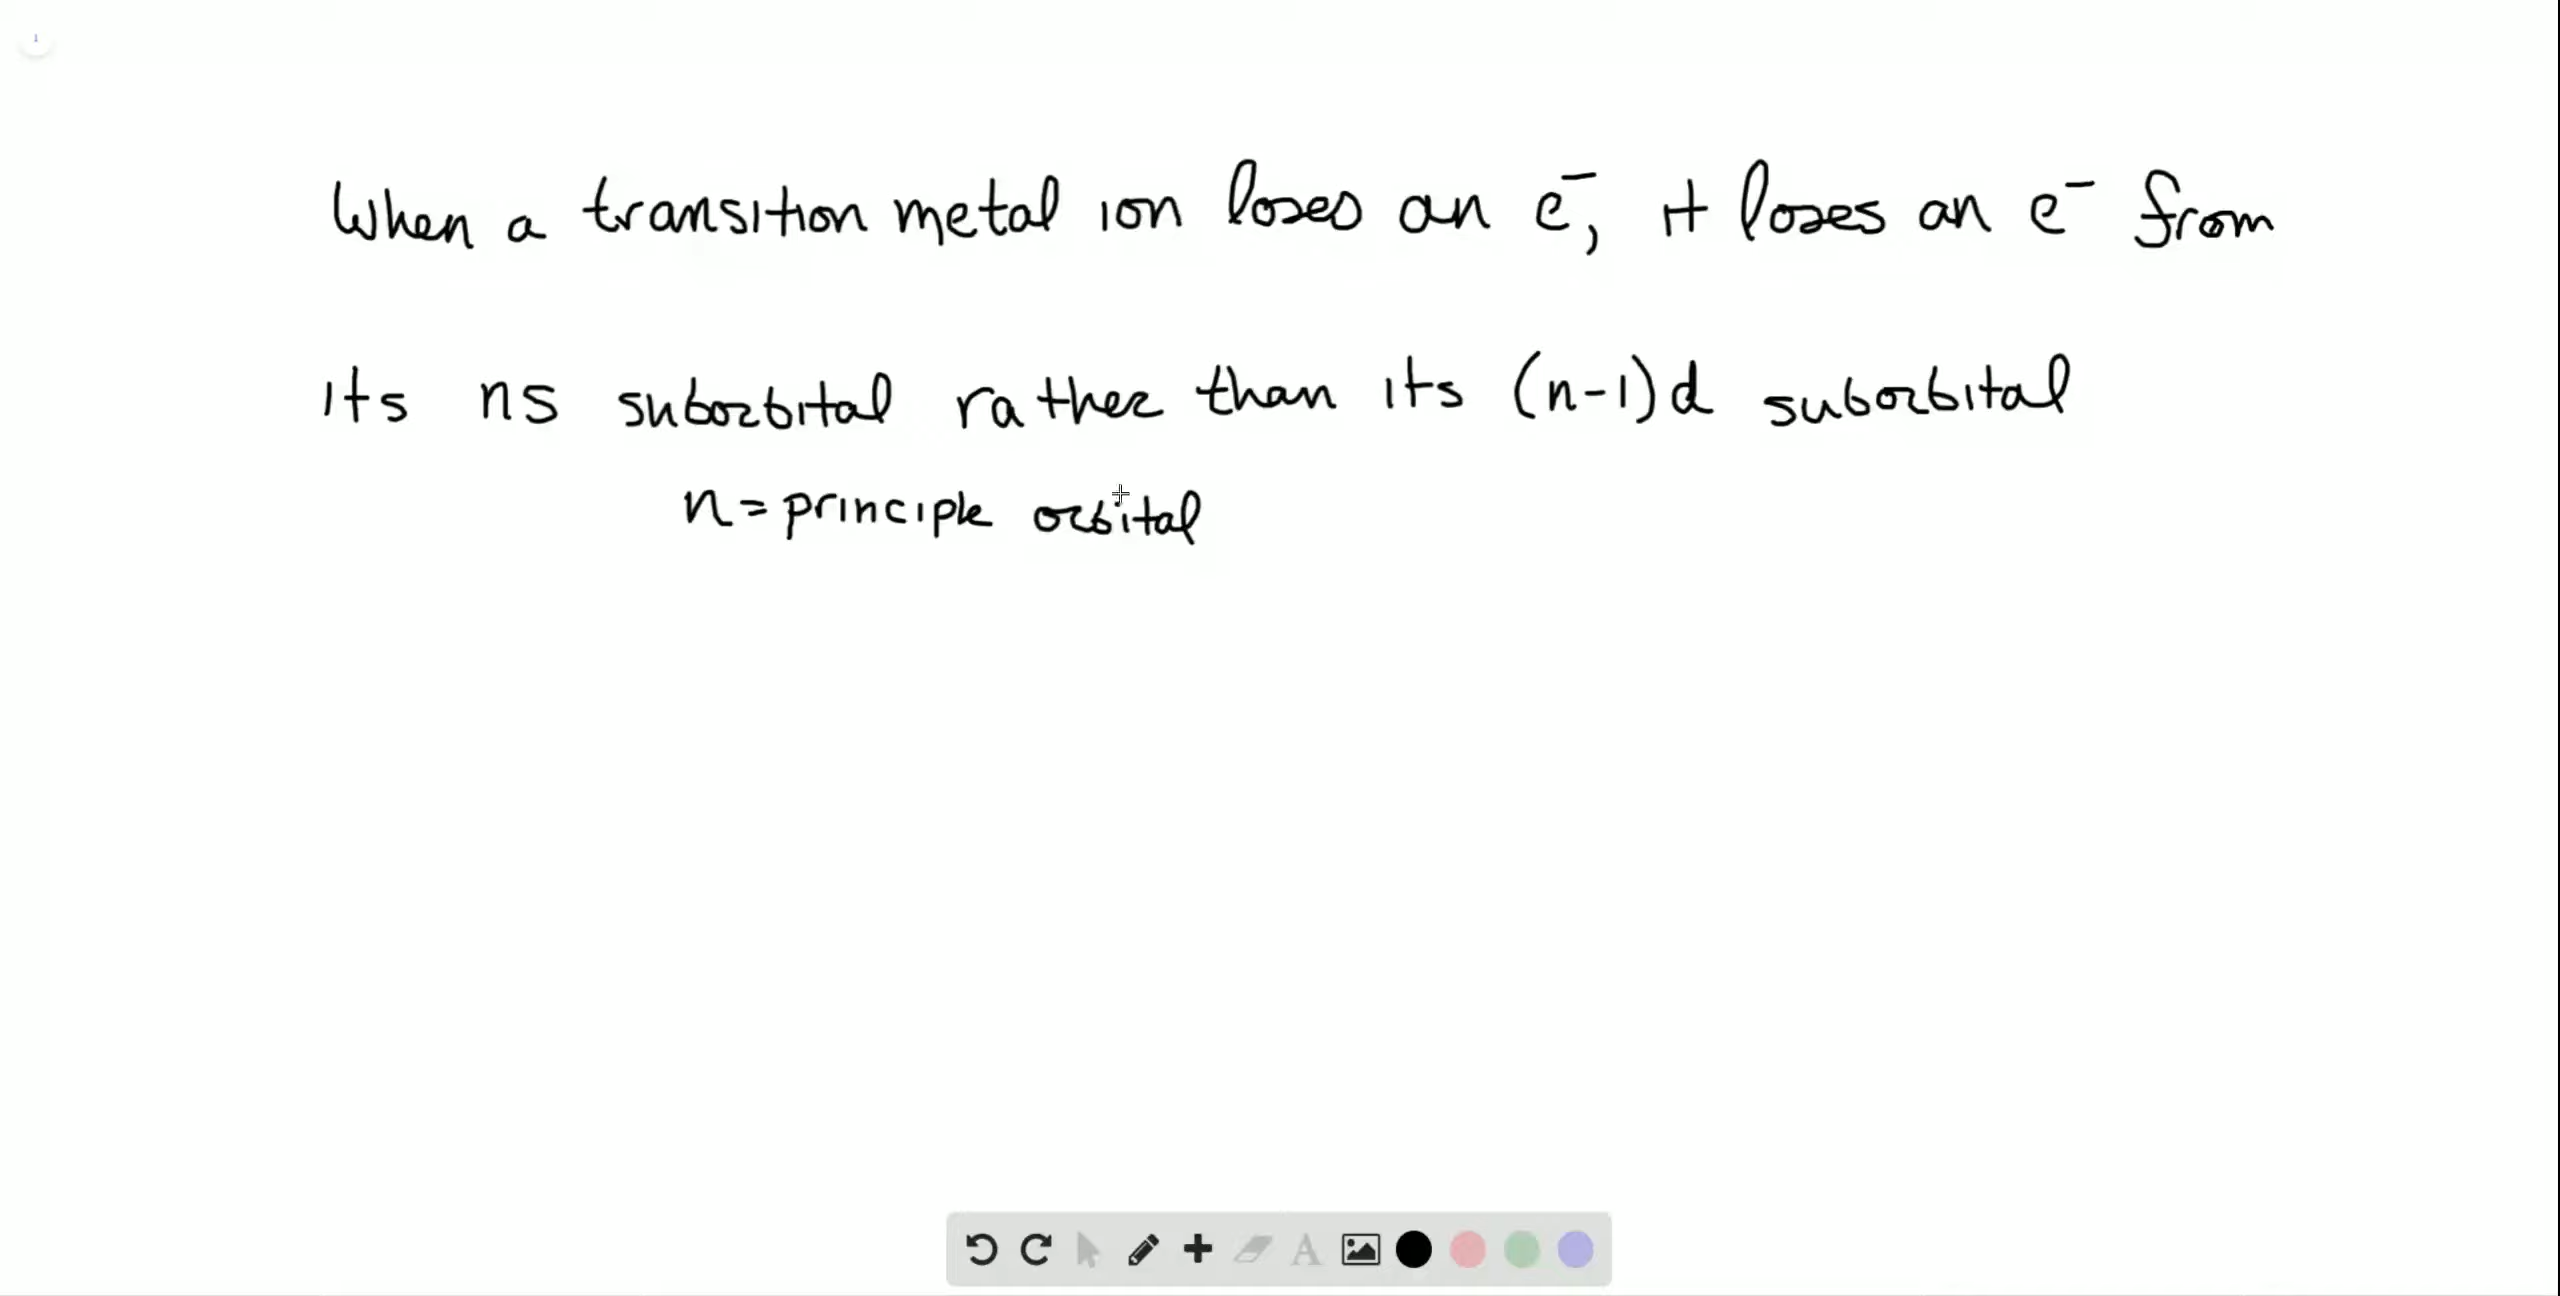 1
When a transition metal ion loses an e⁻, it loses an e⁻ from
its ns suborbital rather than its (n-1)d suborbital
n = principle orbital
A